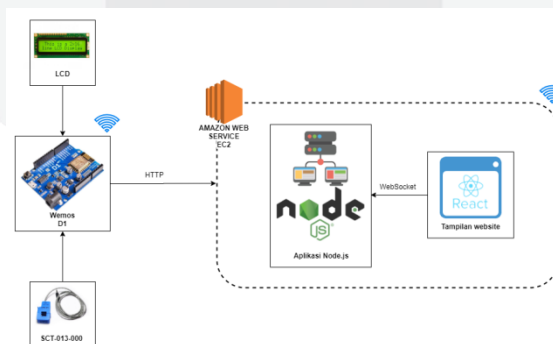 LCD
Wemos
D1
SCT-013-000
HTTP
AMAZON WEB
SERVICE
EC2
node
JS
Aplikasi Node.js
WebSocket
React
Tampilan website